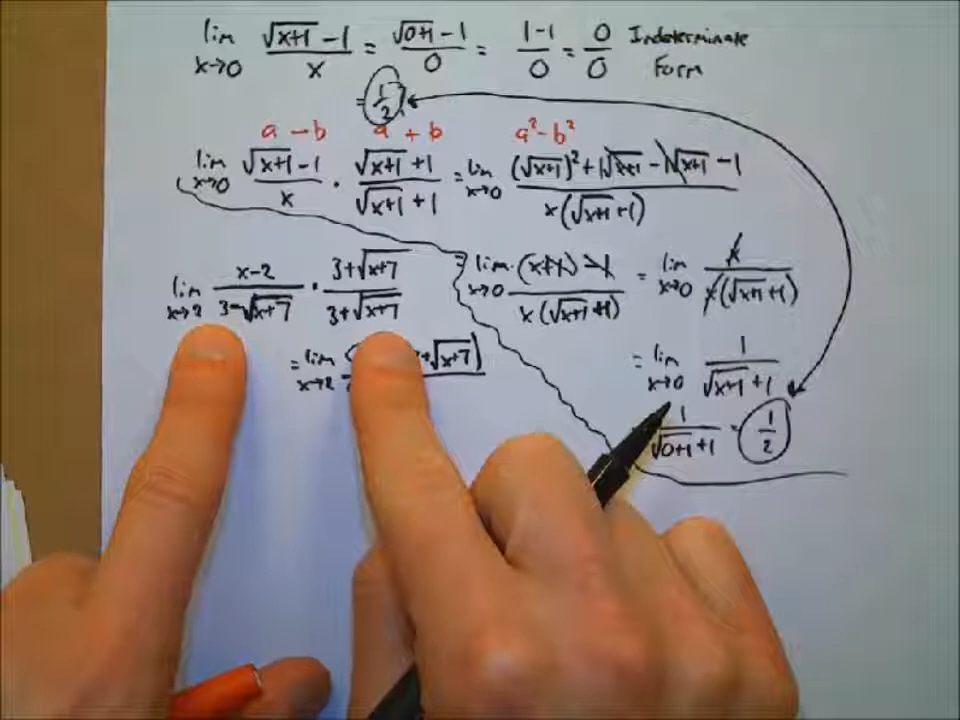 lim x→0 (√(x+1) - 1)/x = (√(0+1) - 1)/0 = (1-1)/0 = 0/0 Indeterminate Form
= 1/2
a - b a + b a² - b²
lim x→0 (√(x+1) - 1)/x · (√(x+1) + 1)/(√(x+1) + 1) = lim x→0 ((√(x+1))² + 1√(x+1) - 1√(x+1) - 1)/(x(√(x+1) + 1))
lim x→0 ((x+1) - 1)/(x(√(x+1) + 1)) = lim x→0 x/(x(√(x+1) + 1))
= lim x→0 1/(√(x+1) + 1)
1/(√(0+1) + 1) = 1/2
lim x→2 (x-2)/(3-√(x+7)) · (3+√(x+7))/(3+√(x+7))
= lim x→2 ( +√(x+7))